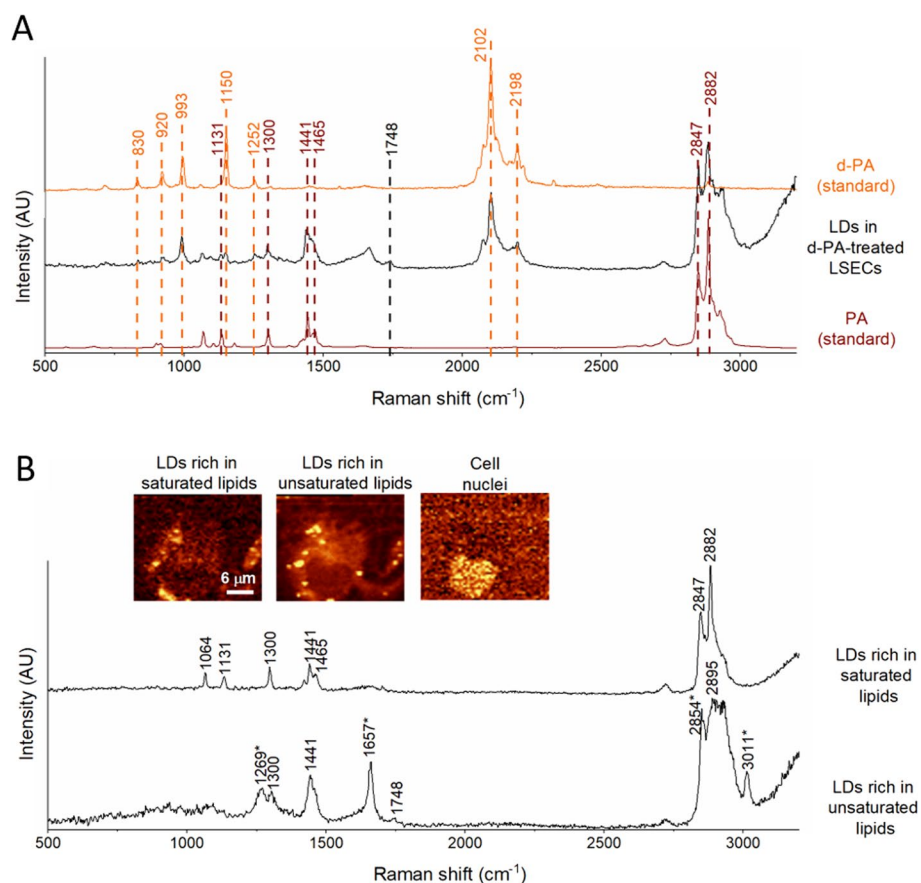 A
830
920
993
1131
1150
1252
1300
1441
1465
1748
2102
2198
2847
2882
d-PA
(standard)
LDs in
d-PA-treated
LSECs
PA
(standard)
Intensity (AU)
500 1000 1500 2000 2500 3000
Raman shift (cm⁻¹)
B
LDs rich in
saturated lipids
LDs rich in
unsaturated lipids
Cell
nuclei
6 µm
1064
1131
1300
1441
1465
2847
2882
LDs rich in
saturated
lipids
1269*
1300
1441
1657*
1748
2854*
2895
3011*
LDs rich in
unsaturated
lipids
Intensity (AU)
500 1000 1500 2000 2500 3000
Raman shift (cm⁻¹)